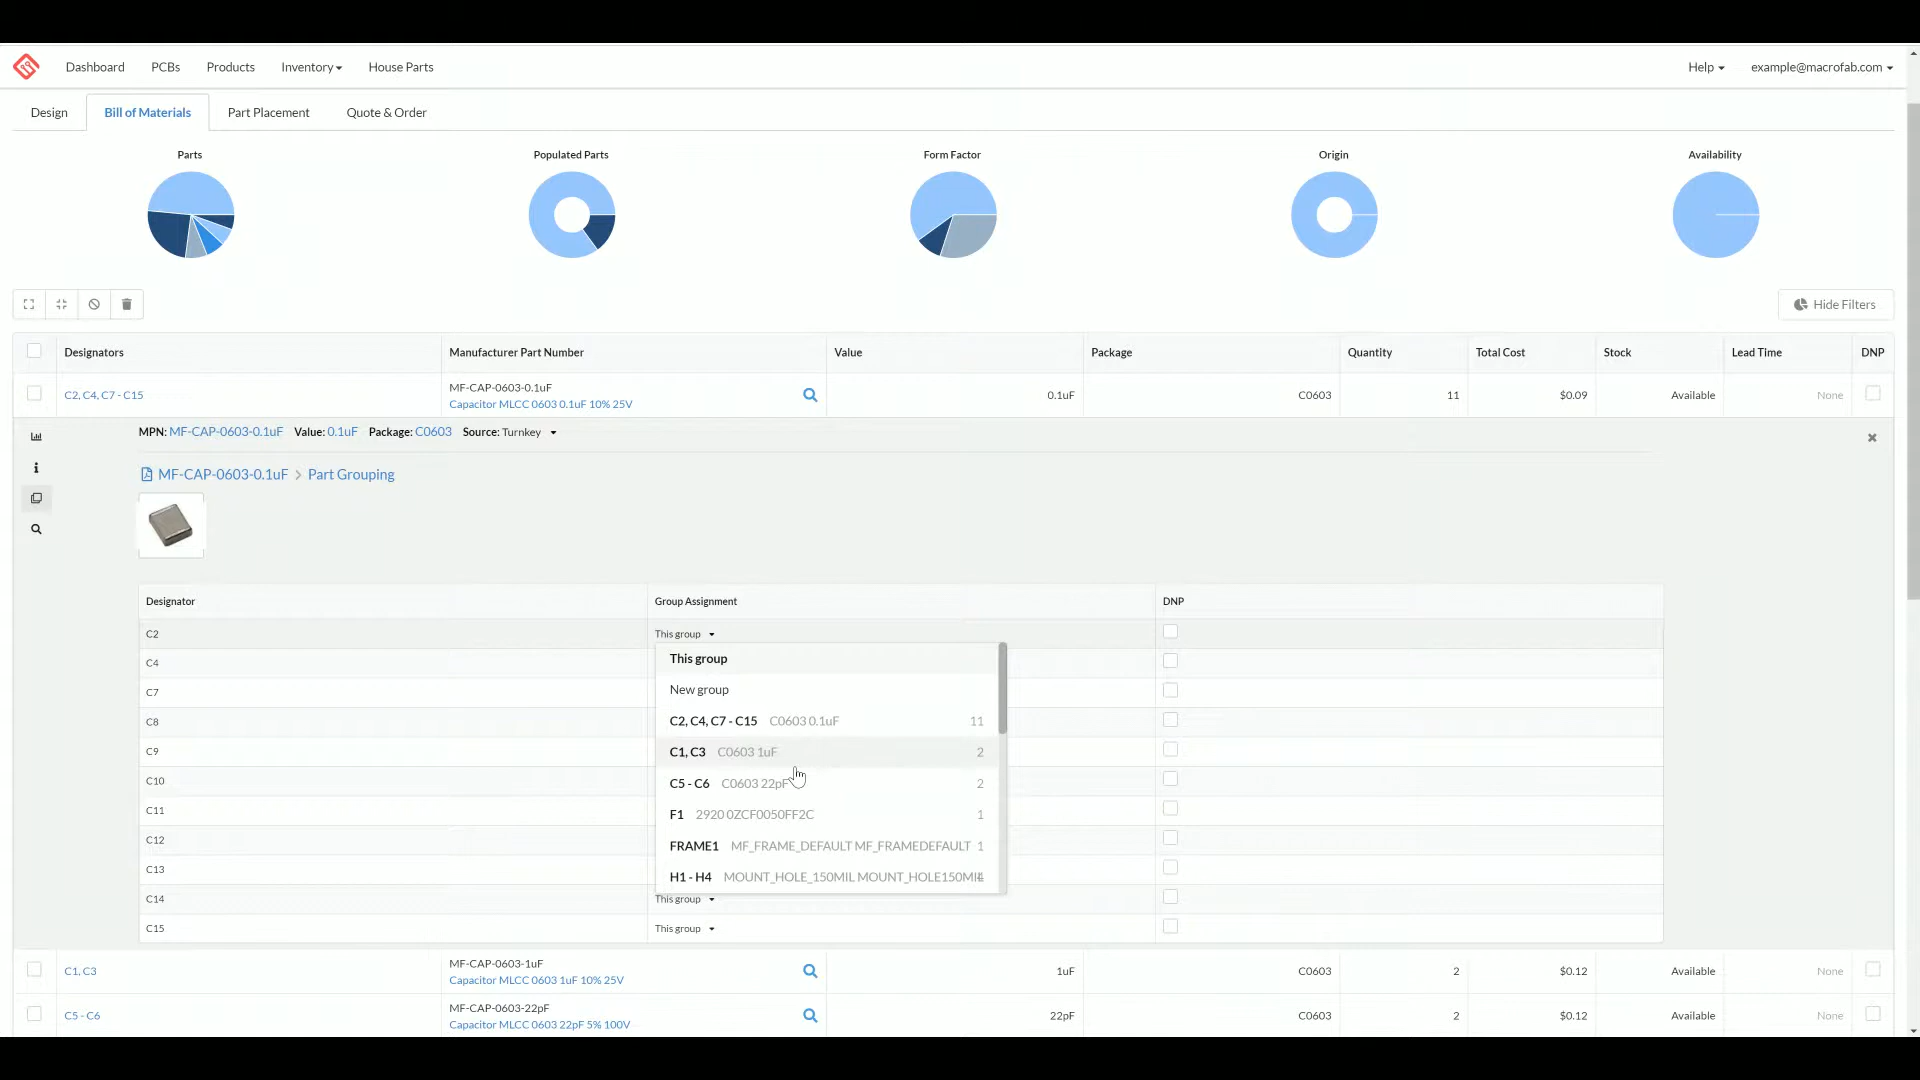 Dashboard PCBs Products Inventory House Parts Help example@macrofab.com
Design Bill of Materials Part Placement Quote & Order
Parts Populated Parts Form Factor Origin Availability
Hide Filters
Designators Manufacturer Part Number Value Package Quantity Total Cost Stock Lead Time DNP
C2, C4, C7 - C15 MF-CAP-0603-0.1uF 0.1uF C0603 11 $0.09 Available None
Capacitor MLCC 0603 0.1uF 10% 25V
MPN: MF-CAP-0603-0.1uF Value: 0.1uF Package: C0603 Source: Turnkey
MF-CAP-0603-0.1uF > Part Grouping
Designator Group Assignment DNP
C2 This group
This group
C4
New group
C7
C8 C2, C4, C7 - C15 C0603 0.1uF 11
C9 C1, C3 C0603 1uF 2
C10 C5 - C6 C0603 22pF 2
C11 F1 2920 0ZCF0050FF2C 1
C12 FRAME1 MF_FRAME_DEFAULT MF_FRAMEDEFAULT 1
C13 H1 - H4 MOUNT_HOLE_150MIL MOUNT_HOLE150MIL
C14 This group
C15 This group
C1, C3 MF-CAP-0603-1uF 1uF C0603 2 $0.12 Available None
Capacitor MLCC 0603 1uF 10% 25V
C5 - C6 MF-CAP-0603-22pF 22pF C0603 2 $0.12 Available None
Capacitor MLCC 0603 22pF 5% 100V